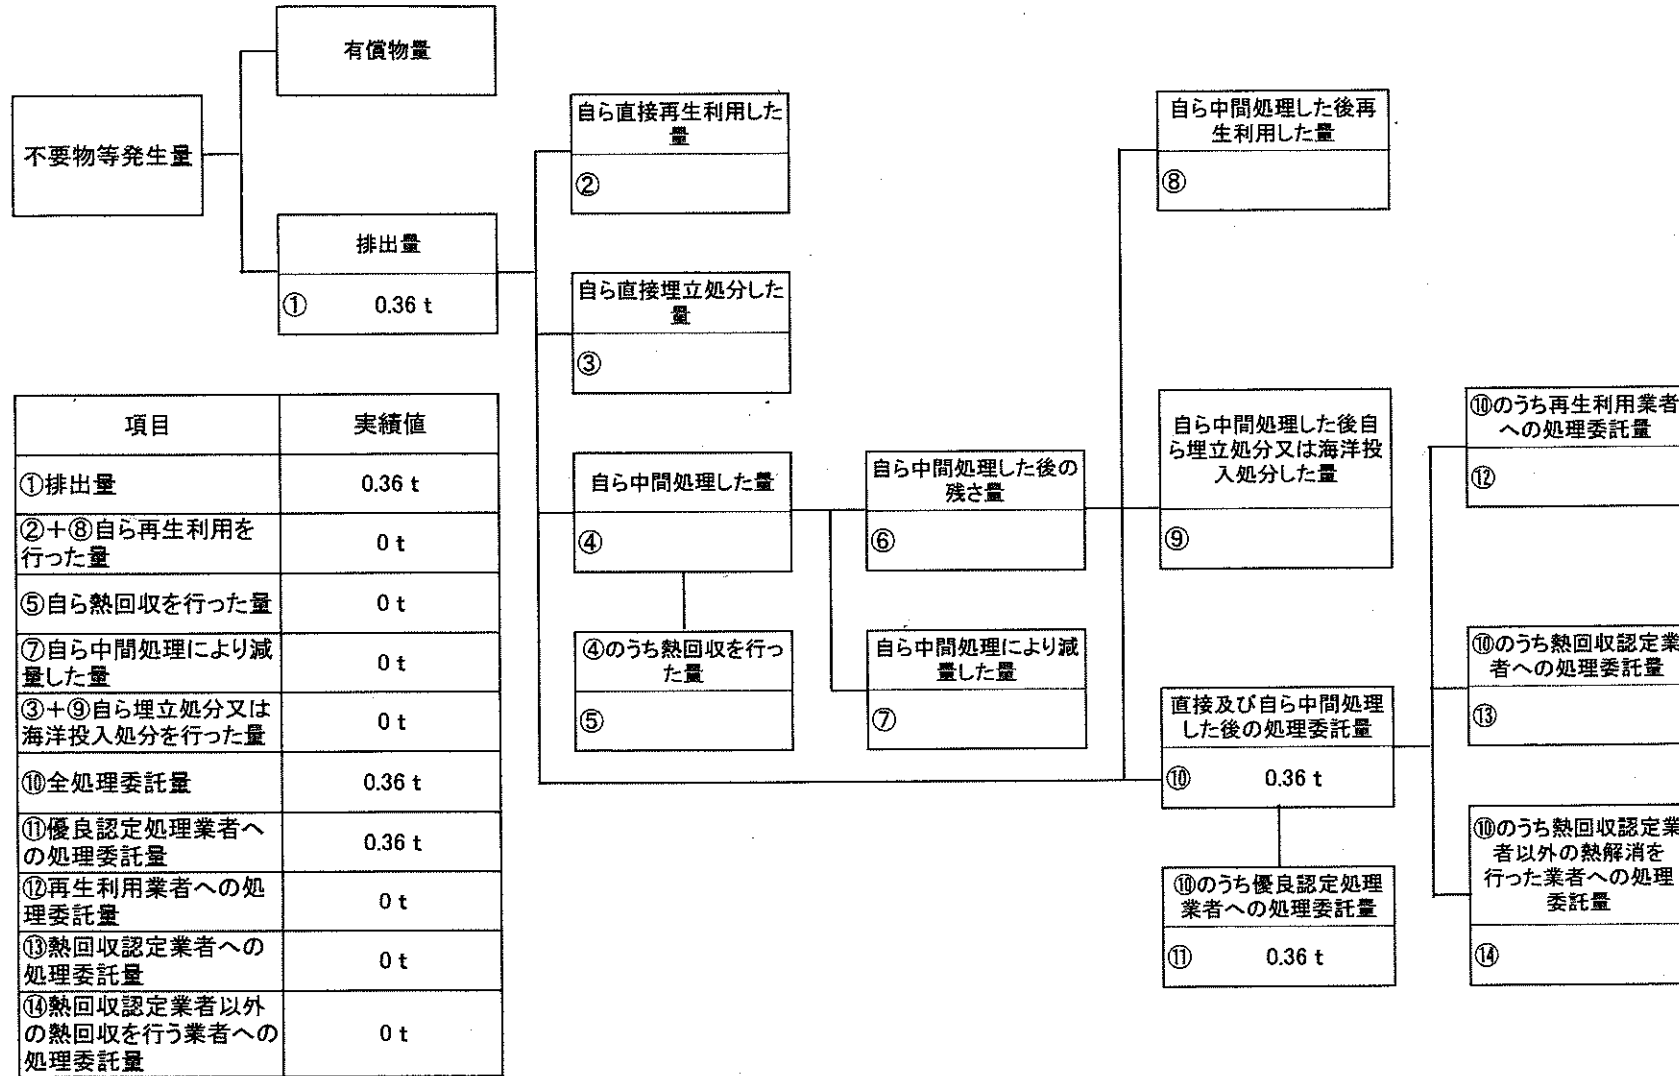 有償物量
不要物等発生量
排出量
① 0.36 t
自ら直接再生利用した
量
②
自ら直接埋立処分した
量
③
自ら中間処理した量
④
④のうち熱回収を行っ
た量
⑤
自ら中間処理した後の
残さ量
⑥
自ら中間処理により減
量した量
⑦
自ら中間処理した後再
生利用した量
⑧
自ら中間処理した後自
ら埋立処分又は海洋投
入処分した量
⑨
直接及び自ら中間処理
した後の処理委託量
⑩ 0.36 t
⑩のうち優良認定処理
業者への処理委託量
⑪ 0.36 t
⑩のうち再生利用業者
への処理委託量
⑫
⑩のうち熱回収認定業
者への処理委託量
⑬
⑩のうち熱回収認定業
者以外の熱解消を
行った業者への処理
委託量
⑭
項目 実績値
①排出量 0.36 t
②+⑧自ら再生利用を
行った量 0 t
⑤自ら熱回収を行った量 0 t
⑦自ら中間処理により減
量した量 0 t
③+⑨自ら埋立処分又は
海洋投入処分を行った量 0 t
⑩全処理委託量 0.36 t
⑪優良認定処理業者へ
の処理委託量 0.36 t
⑫再生利用業者への処
理委託量 0 t
⑬熱回収認定業者への
処理委託量 0 t
⑭熱回収認定業者以外
の熱回収を行う業者への
処理委託量 0 t